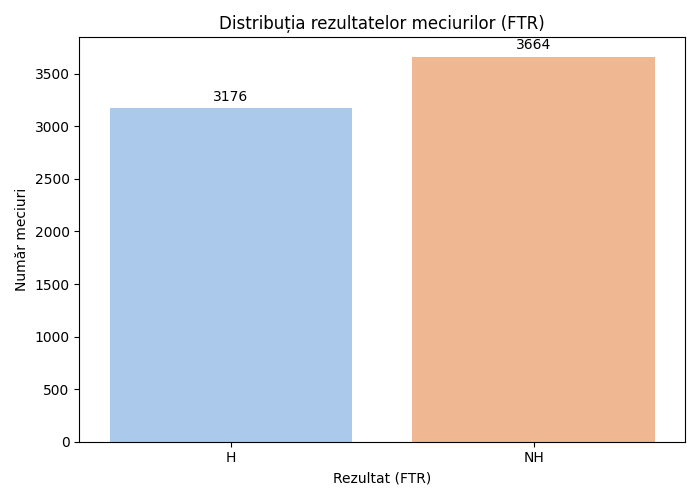 Distribuția rezultatelor meciurilor (FTR)
3664
3176
3500
3000
2500
2000
1500
1000
500
0
Număr meciuri
H
NH
Rezultat (FTR)